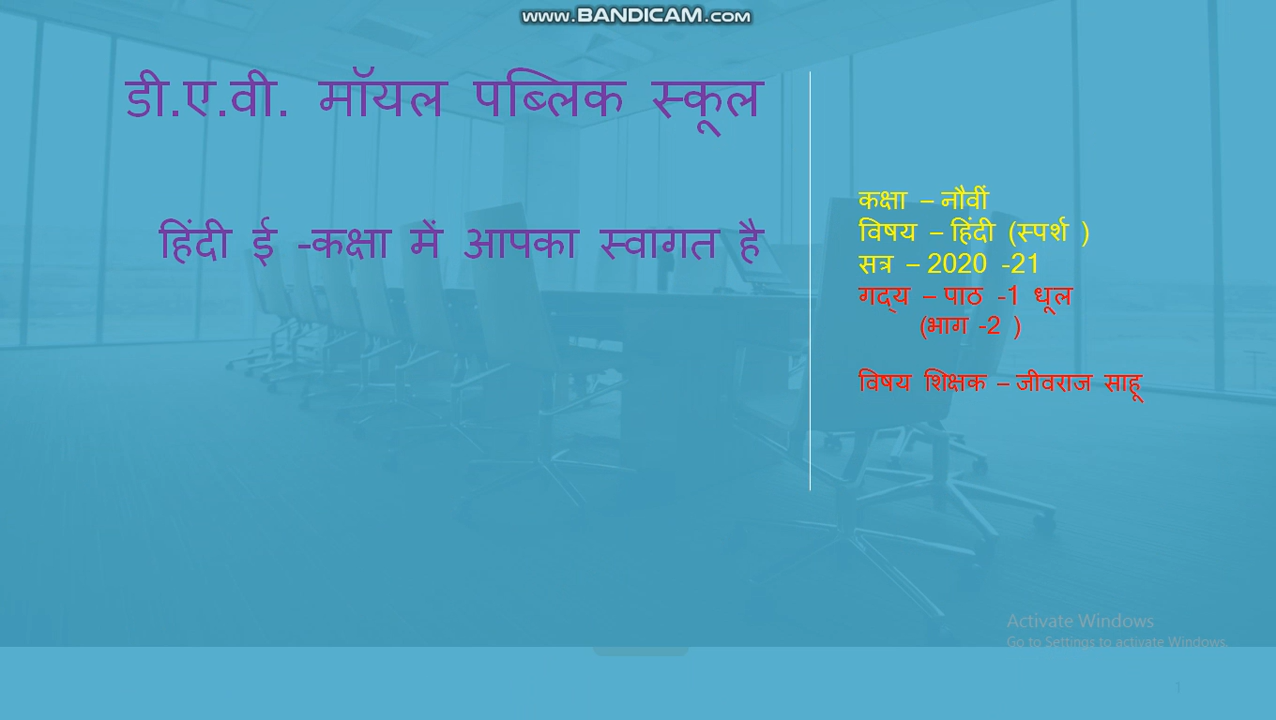 www.BANDICAM.com
डी.ए.वी. मॉयल पब्लिक स्कूल
हिंदी ई -कक्षा में आपका स्वागत है
कक्षा – नौवीं
विषय – हिंदी (स्पर्श )
सत्र – 2020 -21
गद्य – पाठ -1 धूल
(भाग -2 )
विषय शिक्षक – जीवराज साहू
Activate Windows
Go to Settings to activate Windows.
1